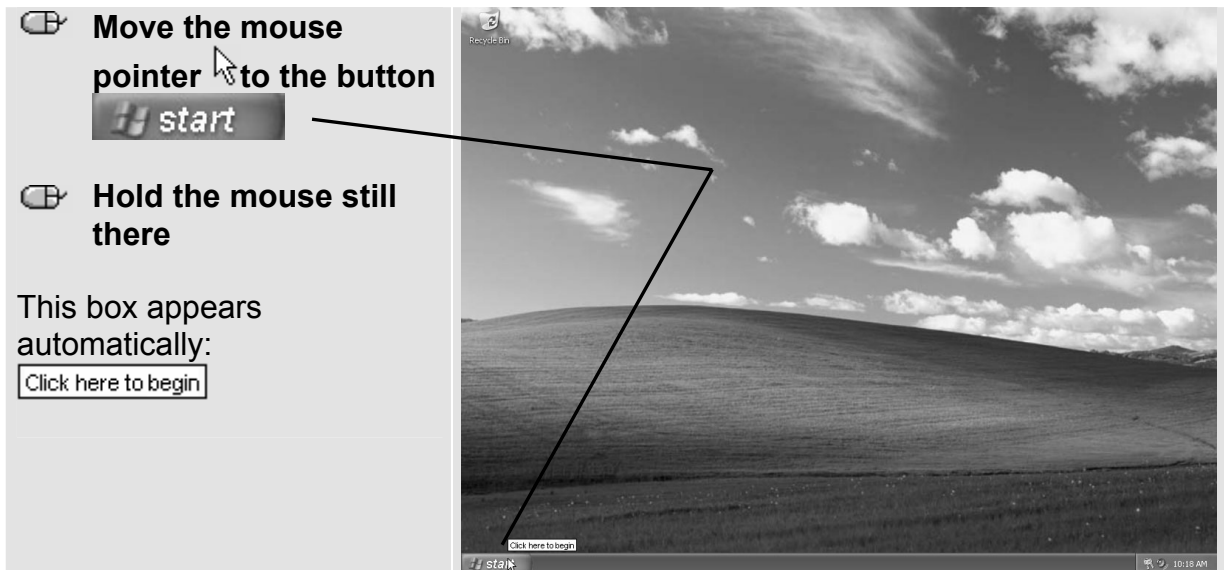 Move the mouse
pointer to the button
start
Hold the mouse still
there
This box appears
automatically:
Click here to begin
Recycle Bin
Click here to begin
start
10:18 AM